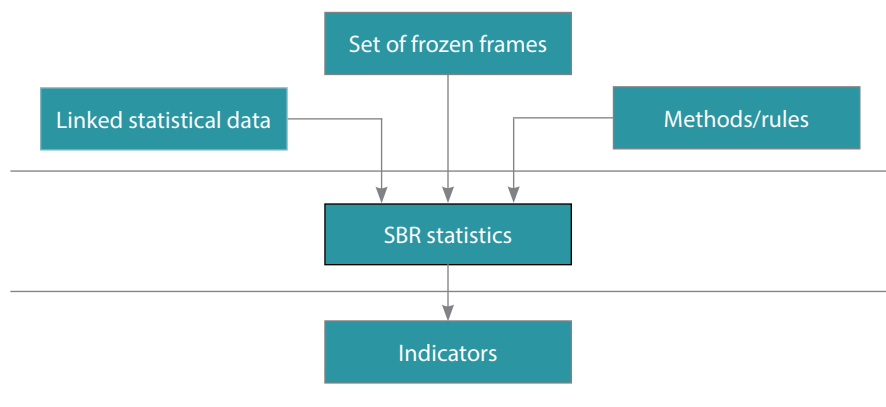 Set of frozen frames
Linked statistical data
Methods/rules
SBR statistics
Indicators